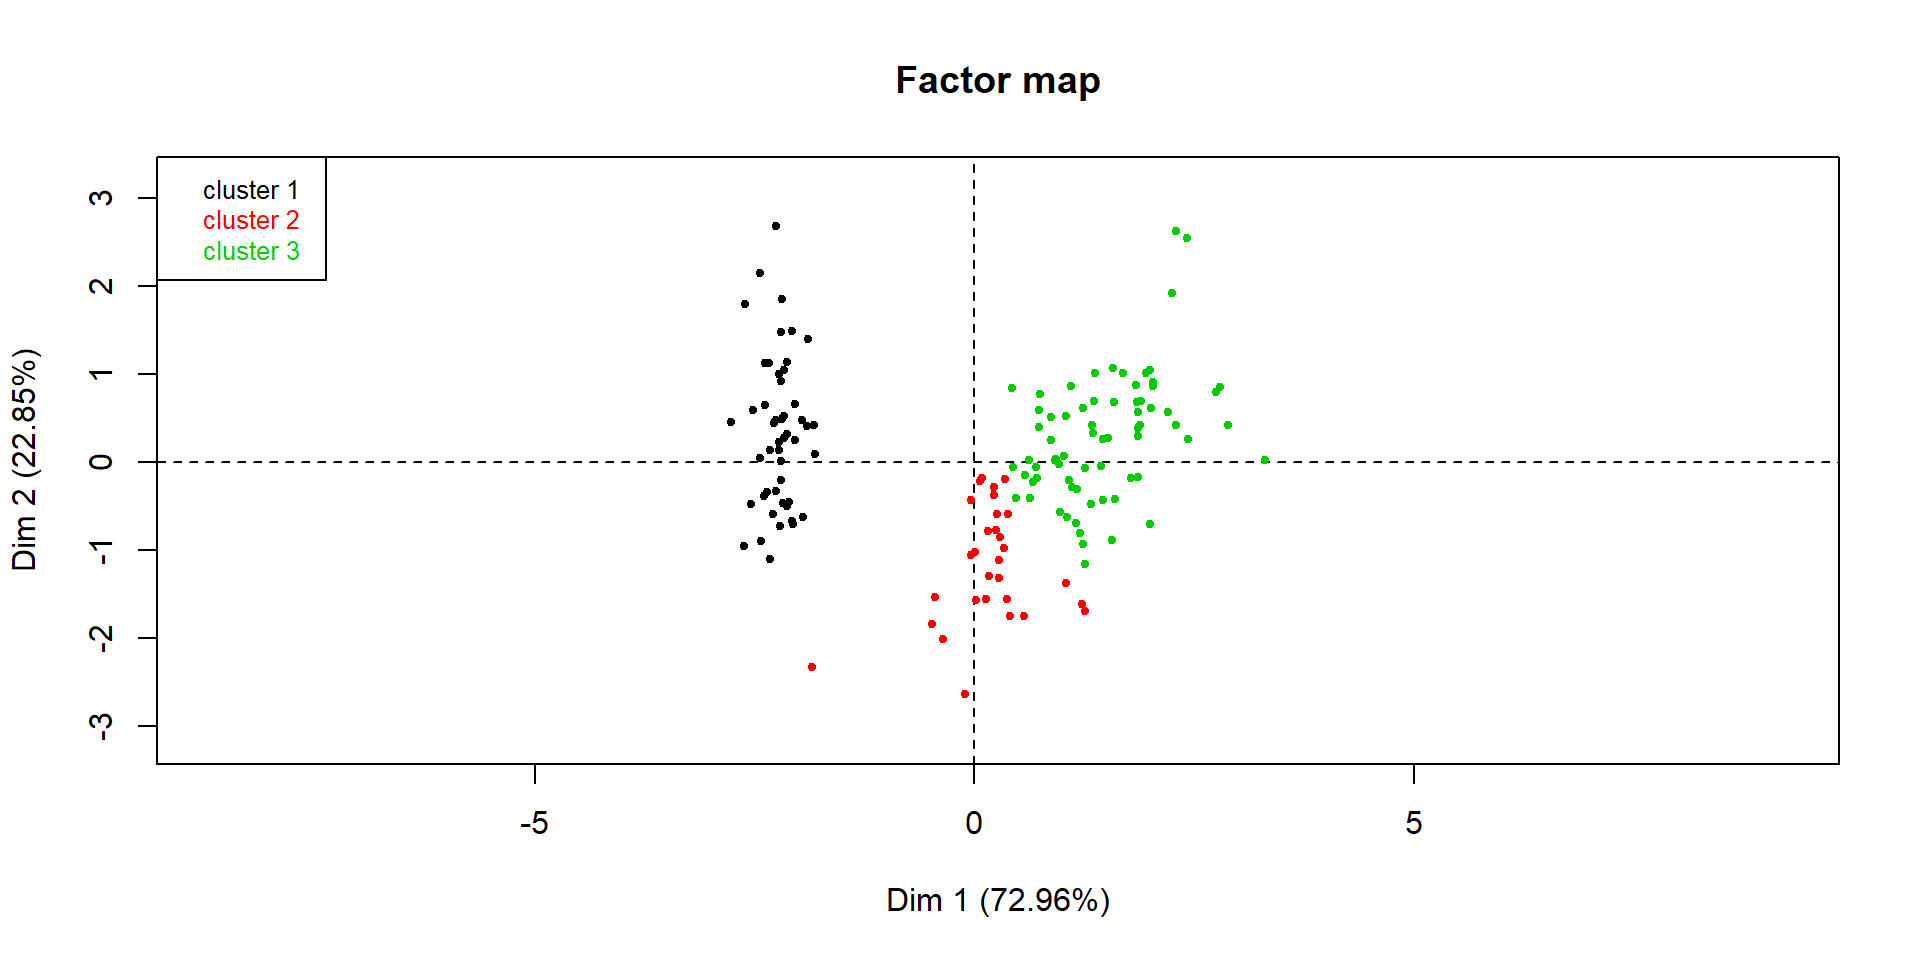 Factor map
cluster 1
cluster 2
cluster 3
3
2
1
0
-1
-2
-3
Dim 2 (22.85%)
-5
0
5
Dim 1 (72.96%)